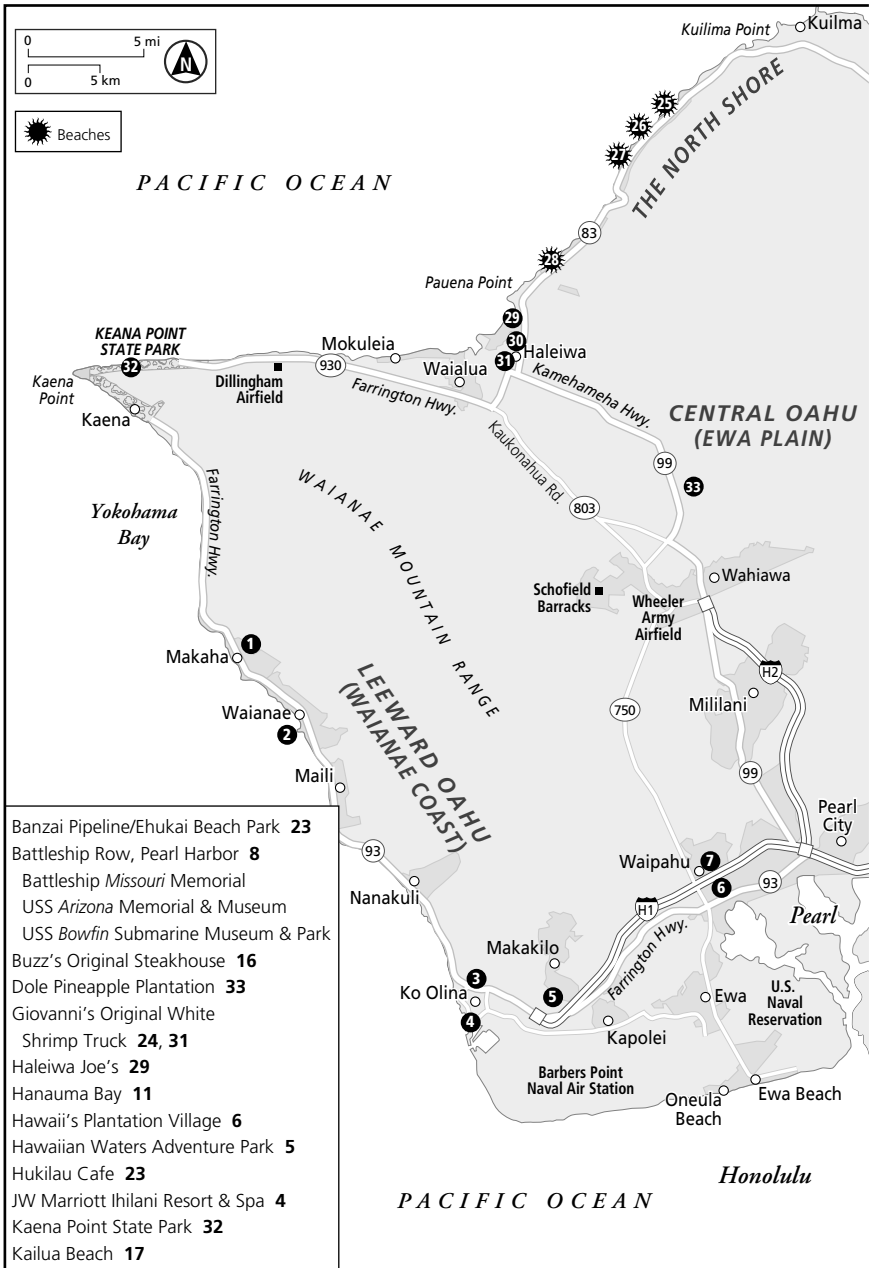 0 5 mi
0 5 km
N
Beaches
PACIFIC OCEAN
Kuilima Point
Kuilma
25
26
27
THE NORTH SHORE
83
28
Pauena Point
29
30
31
Haleiwa
KEANA POINT
STATE PARK
32
Kaena
Point
Kaena
Dillingham
Airfield
930
Mokuleia
Waialua
Farrington Hwy.
Kamehameha Hwy.
Kaukonahua Rd.
CENTRAL OAHU
(EWA PLAIN)
99
33
803
Yokohama
Bay
Farrington Hwy.
WAIANAE MOUNTAIN RANGE
Schofield
Barracks
Wheeler
Army
Airfield
Wahiawa
1
Makaha
Waianae
2
Maili
LEEWARD OAHU
(WAIANAE COAST)
H2
750
Mililani
99
Pearl
City
93
Nanakuli
Waipahu
7
6
93
H1
Farrington Hwy.
Pearl
Makakilo
3
Ko Olina
4
5
Kapolei
Ewa
U.S.
Naval
Reservation
Barbers Point
Naval Air Station
Oneula
Beach
Ewa Beach
Honolulu
PACIFIC OCEAN
Banzai Pipeline/Ehukai Beach Park 23
Battleship Row, Pearl Harbor 8
Battleship Missouri Memorial
USS Arizona Memorial & Museum
USS Bowfin Submarine Museum & Park
Buzz's Original Steakhouse 16
Dole Pineapple Plantation 33
Giovanni's Original White
Shrimp Truck 24, 31
Haleiwa Joe's 29
Hanauma Bay 11
Hawaii's Plantation Village 6
Hawaiian Waters Adventure Park 5
Hukilau Cafe 23
JW Marriott Ihilani Resort & Spa 4
Kaena Point State Park 32
Kailua Beach 17